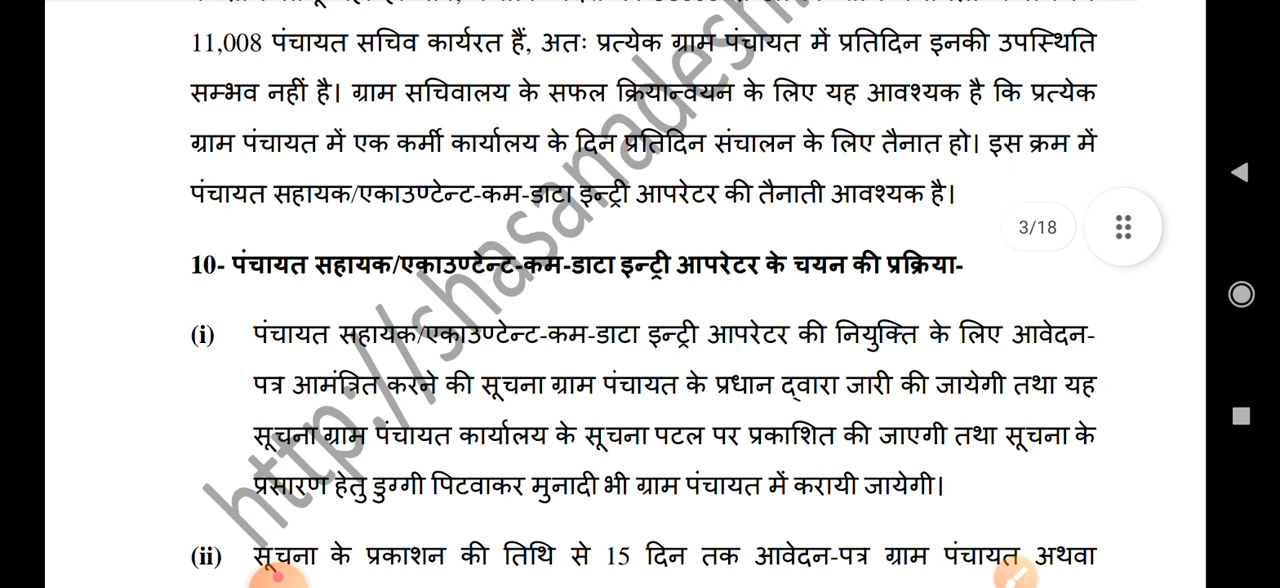 11,008 पंचायत सचिव कार्यरत हैं, अतः प्रत्येक ग्राम पंचायत में प्रतिदिन इनकी उपस्थिति
सम्भव नहीं है। ग्राम सचिवालय के सफल क्रियान्वयन के लिए यह आवश्यक है कि प्रत्येक
ग्राम पंचायत में एक कर्मी कार्यालय के दिन प्रतिदिन संचालन के लिए तैनात हो। इस क्रम में
पंचायत सहायक/एकाउण्टेन्ट-कम-डाटा इन्ट्री आपरेटर की तैनाती आवश्यक है।
3/18
10- पंचायत सहायक/एकाउण्टेन्ट-कम-डाटा इन्ट्री आपरेटर के चयन की प्रक्रिया-
(i) पंचायत सहायक/एकाउण्टेन्ट-कम-डाटा इन्ट्री आपरेटर की नियुक्ति के लिए आवेदन-
पत्र आमंत्रित करने की सूचना ग्राम पंचायत के प्रधान द्वारा जारी की जायेगी तथा यह
सूचना ग्राम पंचायत कार्यालय के सूचना पटल पर प्रकाशित की जाएगी तथा सूचना के
प्रसारण हेतु डुग्गी पिटवाकर मुनादी भी ग्राम पंचायत में करायी जायेगी।
(ii) सूचना के प्रकाशन की तिथि से 15 दिन तक आवेदन-पत्र ग्राम पंचायत अथवा
http://shasanadesh.